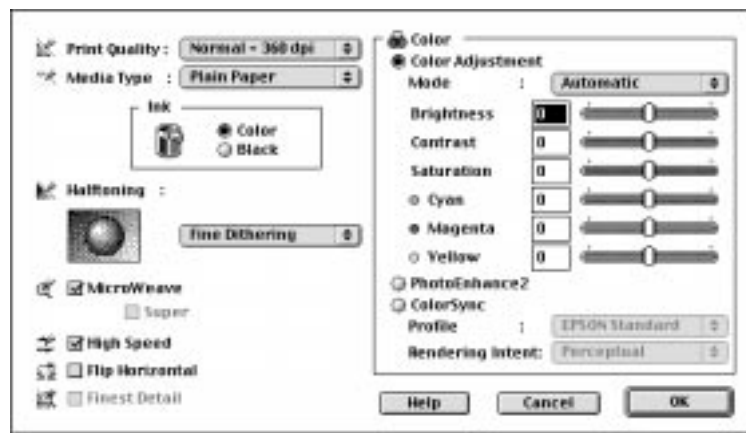 Print Quality : Normal - 360 dpi
Media Type : Plain Paper
Ink
Color
Black
Halftoning :
Fine Dithering
MicroWeave
Super
High Speed
Flip Horizontal
Finest Detail
Color
Color Adjustment
Mode : Automatic
Brightness 0
Contrast 0
Saturation 0
Cyan 0
Magenta 0
Yellow 0
PhotoEnhance2
ColorSync
Profile : EPSON Standard
Rendering Intent: Perceptual
Help Cancel OK